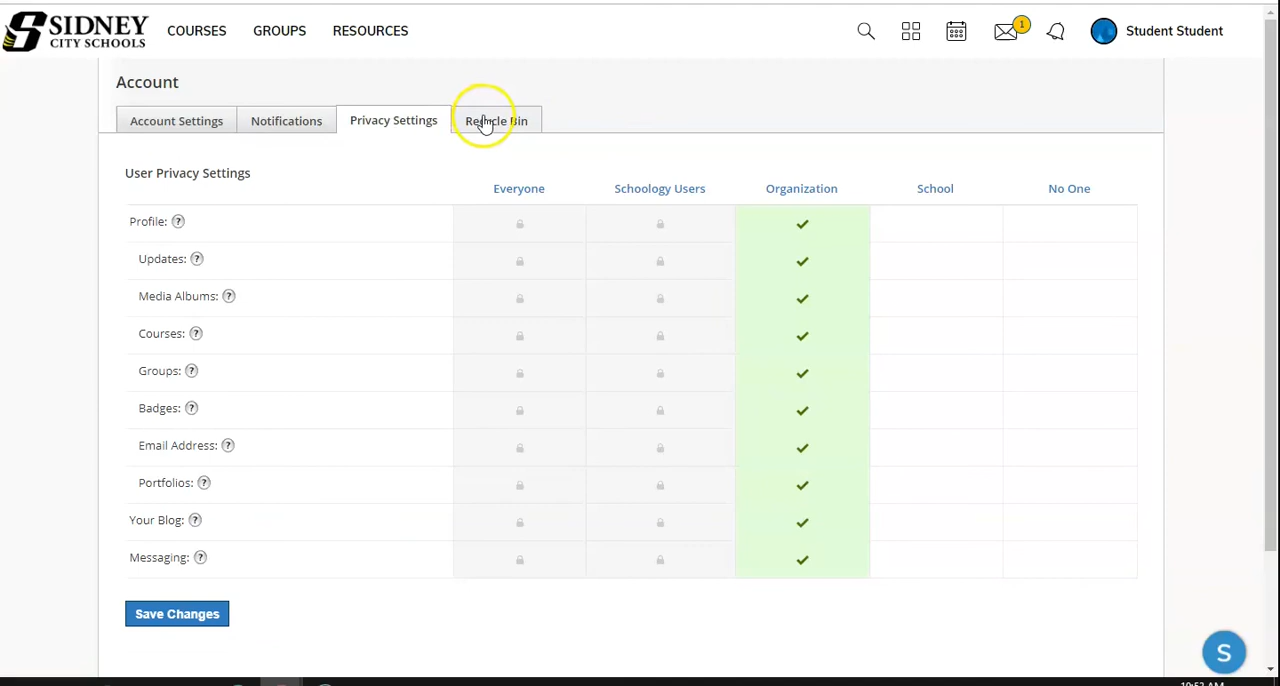 SIDNEY
CITY SCHOOLS
COURSES GROUPS RESOURCES 1 Student Student
Account
Account Settings Notifications Privacy Settings Recycle Bin
User Privacy Settings
Everyone Schoology Users Organization School No One
Profile: ?
Updates: ?
Media Albums: ?
Courses: ?
Groups: ?
Badges: ?
Email Address: ?
Portfolios: ?
Your Blog: ?
Messaging: ?
Save Changes
S